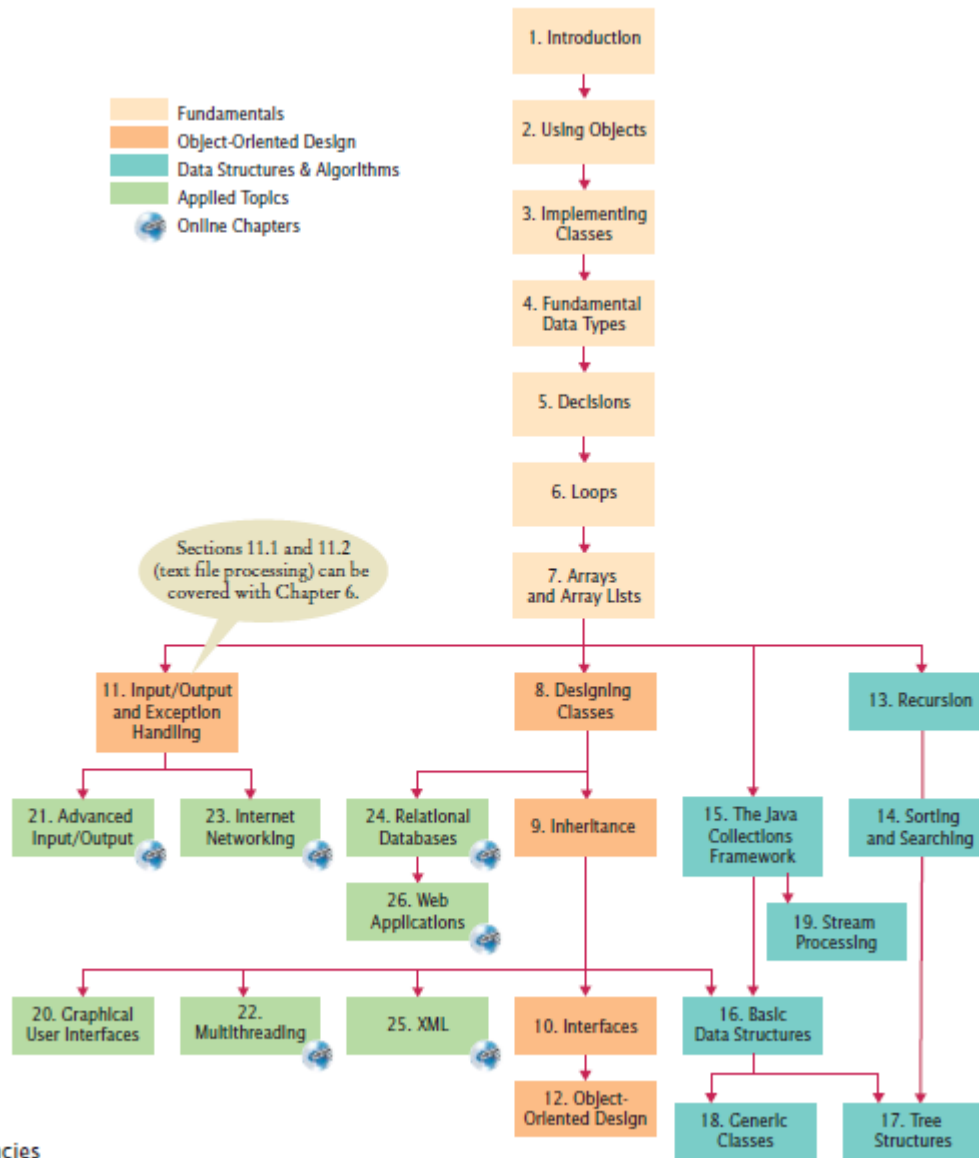 1. Introduction
Fundamentals
Object-Oriented Design
Data Structures & Algorithms
Applied Topics
Online Chapters
2. Using Objects
3. Implementing
Classes
4. Fundamental
Data Types
5. Decisions
6. Loops
Sections 11.1 and 11.2
(text file processing) can be
covered with Chapter 6.
7. Arrays
and Array Lists
11. Input/Output
and Exception
Handling
8. Designing
Classes
13. Recursion
21. Advanced
Input/Output
23. Internet
Networking
24. Relational
Databases
9. Inheritance
15. The Java
Collections
Framework
14. Sorting
and Searching
26. Web
Applications
19. Stream
Processing
20. Graphical
User Interfaces
22.
Multithreading
25. XML
10. Interfaces
16. Basic
Data Structures
12. Object-
Oriented Design
18. Generic
Classes
17. Tree
Structures